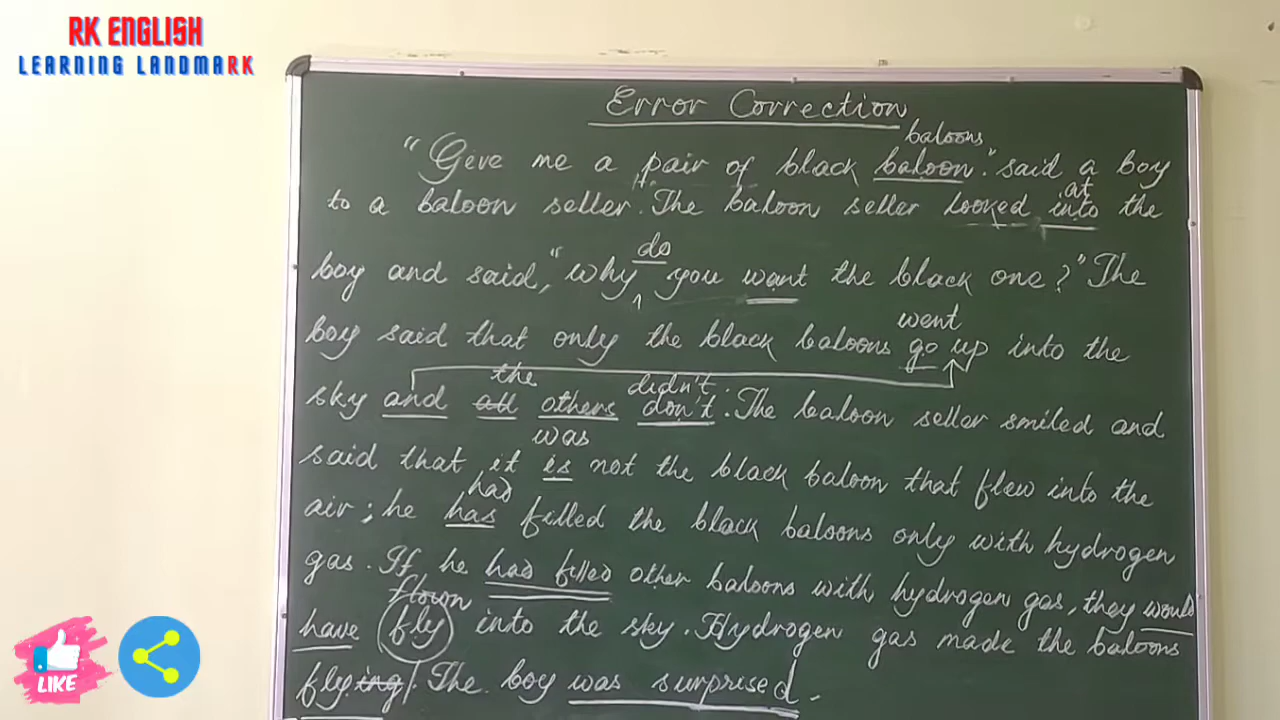 RK ENGLISH
LEARNING LANDMARK
Error Correction
baloons
"Give me a pair of black baloon." said a boy
at
to a baloon seller. The baloon seller looked into the
do
boy and said, "why you want the black one?" The
went
boy said that only the black baloons go up into the
the didn't
sky and all others don't. The baloon seller smiled and
was
said that it is not the black baloon that flew into the
had
air; he has filled the black baloons only with hydrogen
gas. If he had filled other baloons with hydrogen gas, they would
flown
have fly into the sky. Hydrogen gas made the baloons
flying. The boy was surprised.
LIKE